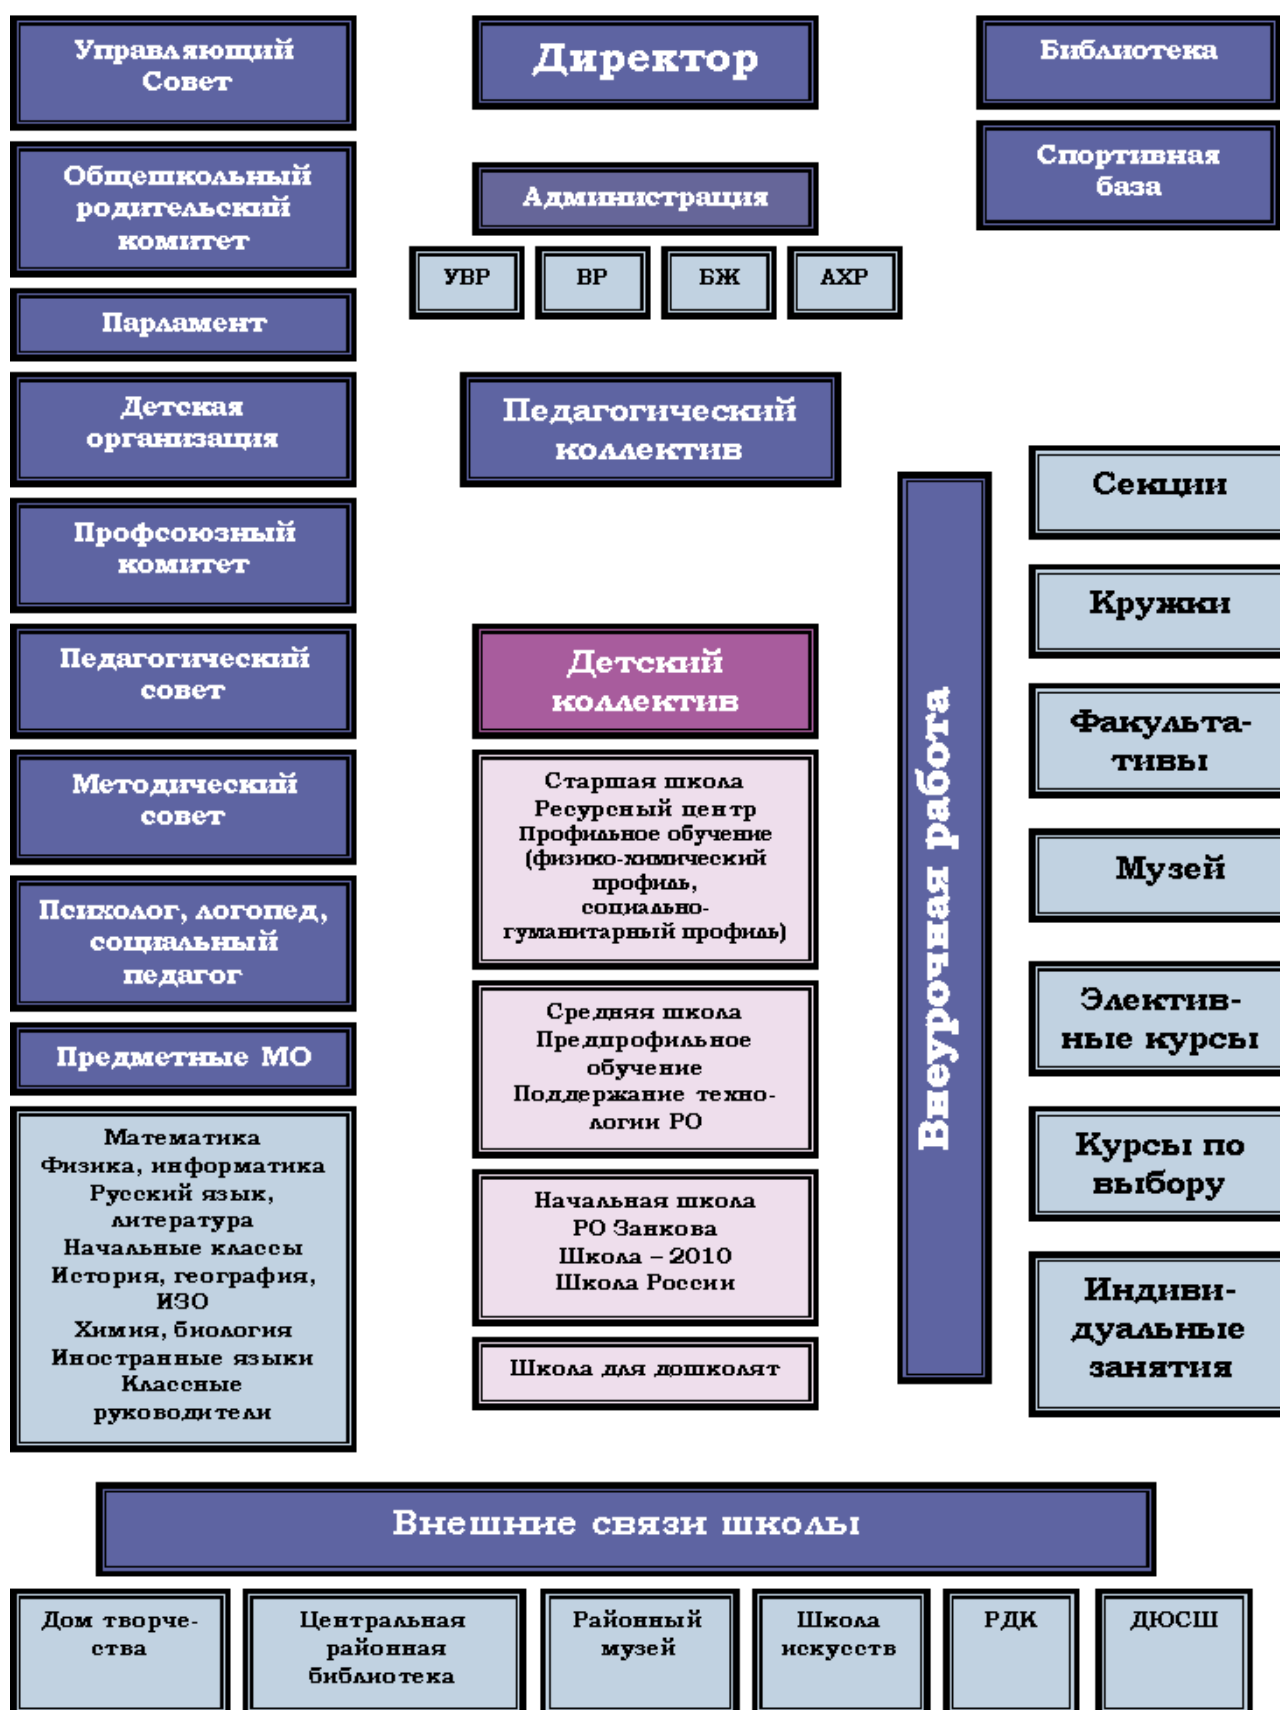 Управляющий
Совет
Общешкольный
родительский
комитет
Парламент
Детская
организация
Профсоюзный
комитет
Педагогический
совет
Методический
совет
Психолог, логопед,
социальный
педагог
Предметные МО
Математика
Физика, информатика
Русский язык,
литература
Начальные классы
История, география,
ИЗО
Химия, биология
Иностранные языки
Классные
руководители
Директор
Администрация
УВР
ВР
БЖ
АХР
Педагогический
коллектив
Детский
коллектив
Старшая школа
Ресурсный центр
Профильное обучение
(физико-химический
профиль,
социально-
гуманитарный профиль)
Средняя школа
Предпрофильное
обучение
Поддержание техно-
логии РО
Начальная школа
РО Занкова
Школа – 2010
Школа России
Школа для дошколят
Библиотека
Спортивная
база
Внеурочная работа
Секции
Кружки
Факульта-
тивы
Музей
Электив-
ные курсы
Курсы по
выбору
Индиви-
дуальные
занятия
Внешние связи школы
Дом творче-
ства
Центральная
районная
библиотека
Районный
музей
Школа
искусств
РДК
ДЮСШ